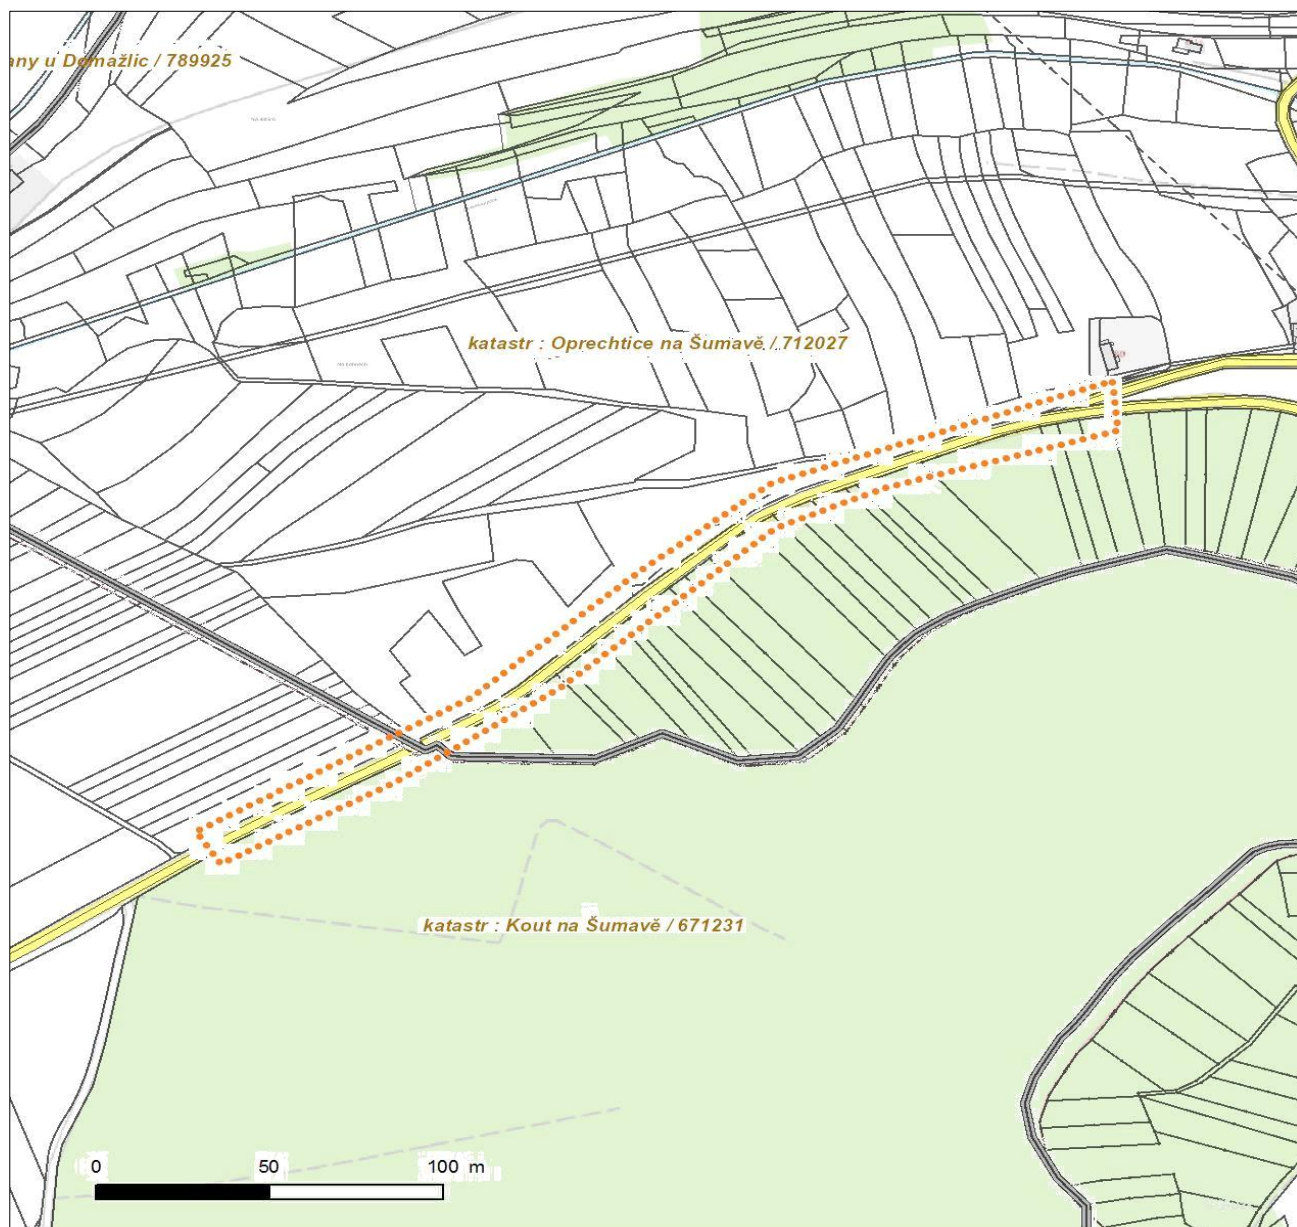 any u Domažlic / 789925
katastr : Oprechtice na Šumavě / 712027
katastr : Kout na Šumavě / 671231
0 50 100 m